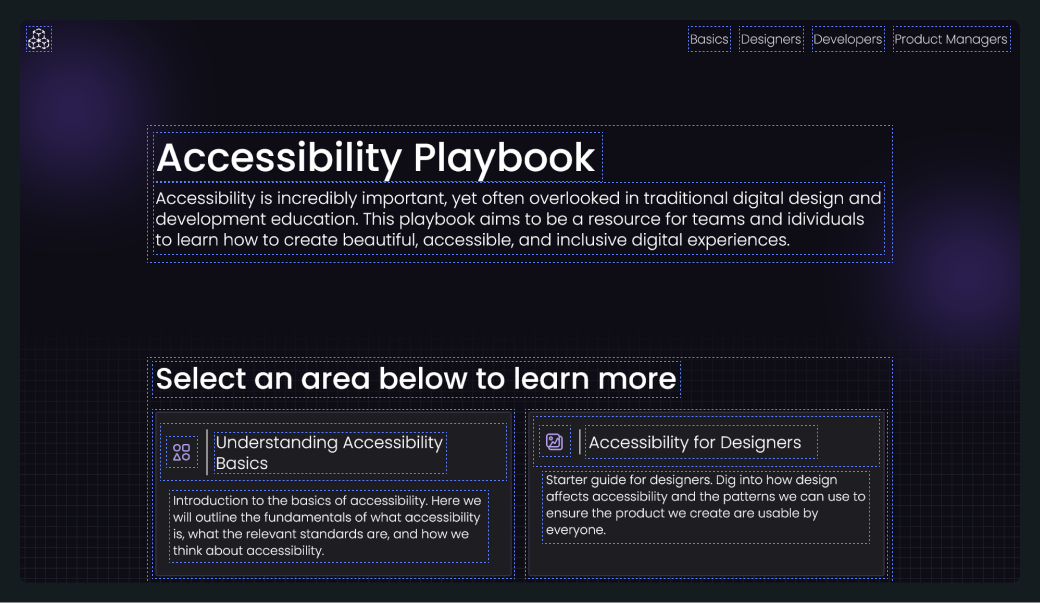 Basics Designers Developers Product Managers
Accessibility Playbook
Accessibility is incredibly important, yet often overlooked in traditional digital design and
development education. This playbook aims to be a resource for teams and idividuals
to learn how to create beautiful, accessible, and inclusive digital experiences.
Select an area below to learn more
Understanding Accessibility
Basics
Introduction to the basics of accessibility. Here we
will outline the fundamentals of what accessibility
is, what the relevant standards are, and how we
think about accessibility.
Accessibility for Designers
Starter guide for designers. Dig into how design
affects accessibility and the patterns we can use to
ensure the product we create are usable by
everyone.